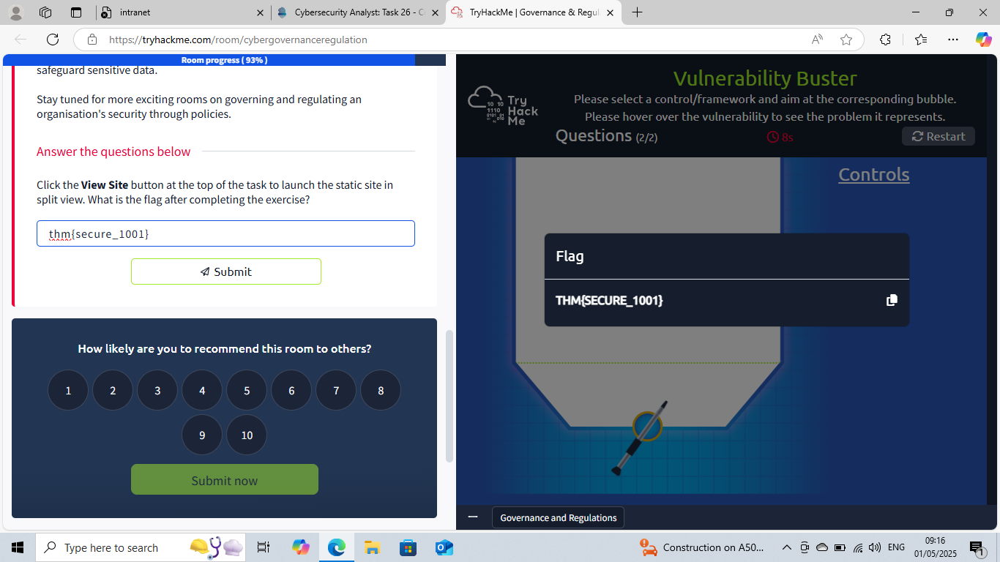 intranet
Cybersecurity Analyst: Task 26 - C
TryHackMe | Governance & Regul
https://tryhackme.com/room/cybergovernanceregulation
Room progress ( 93% )
safeguard sensitive data.
Stay tuned for more exciting rooms on governing and regulating an
organisation's security through policies.
Answer the questions below
Click the View Site button at the top of the task to launch the static site in
split view. What is the flag after completing the exercise?
thm{secure_1001}
Submit
How likely are you to recommend this room to others?
1 2 3 4 5 6 7 8
9 10
Submit now
Try
Hack
Me
Vulnerability Buster
Please select a control/framework and aim at the corresponding bubble.
Please hover over the vulnerability to see the problem it represents.
Questions (2/2)
8s
Restart
Controls
Flag
THM{SECURE_1001}
Governance and Regulations
Type here to search
Construction on A50...
ENG
09:16
01/05/2025
1